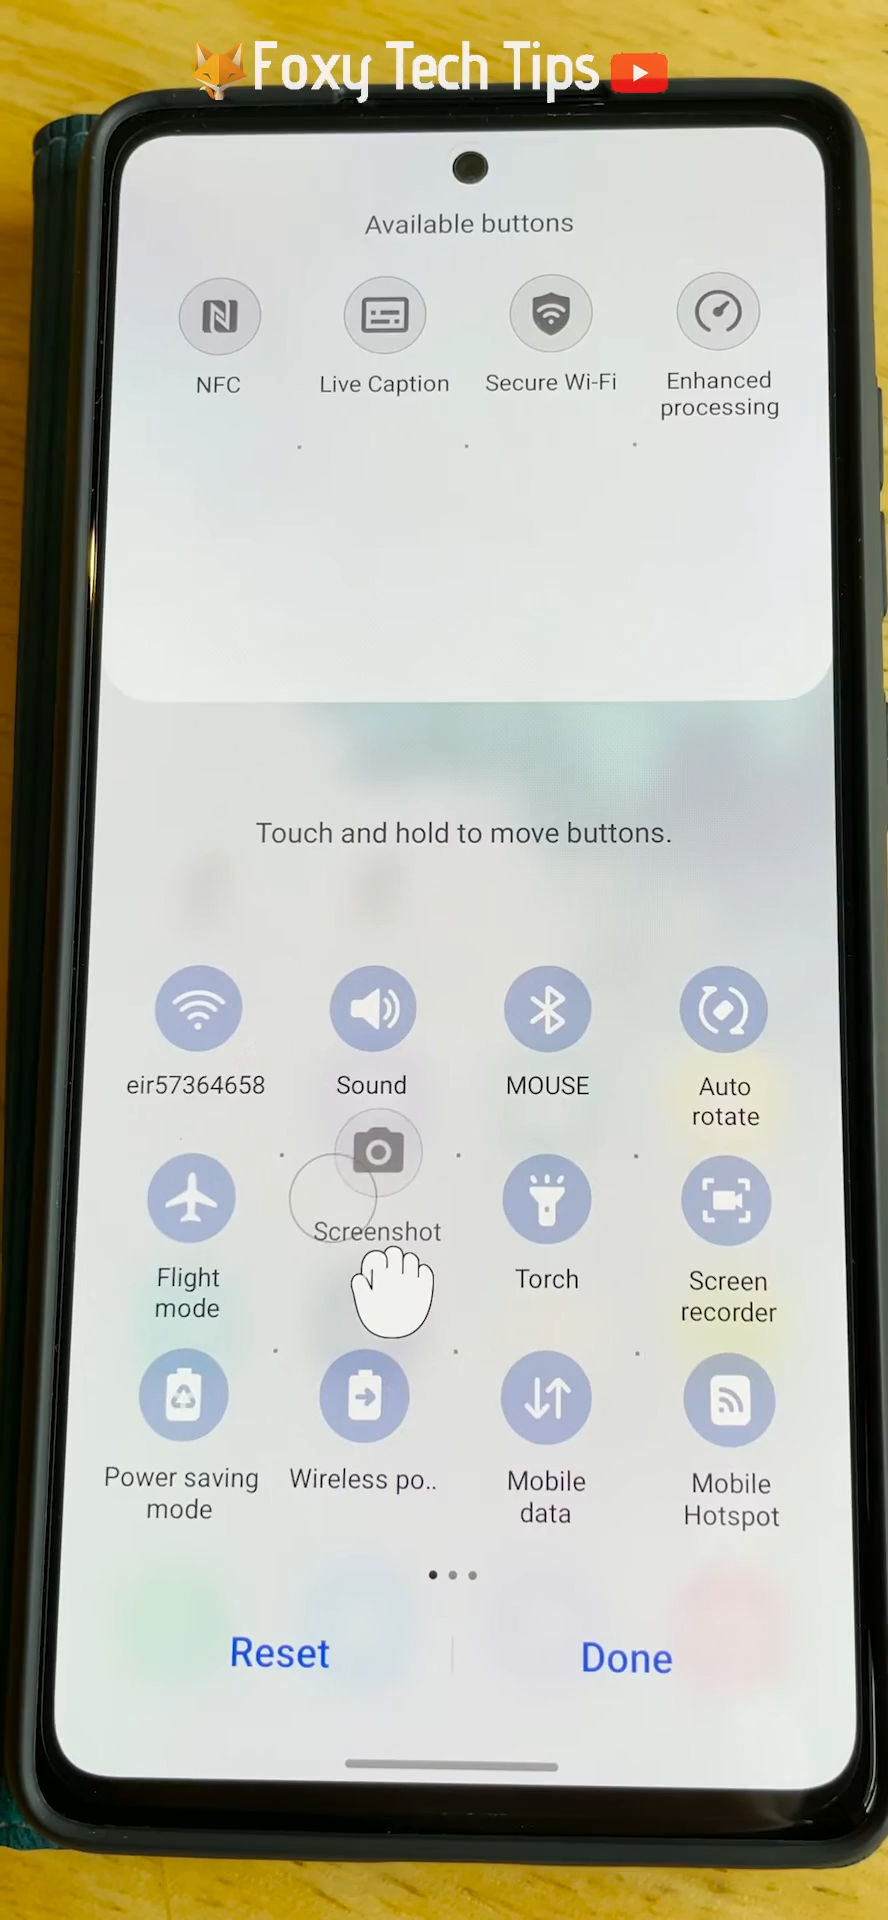 Foxy Tech Tips
Available buttons
NFC
Live Caption
Secure Wi-Fi
Enhanced
processing
Touch and hold to move buttons.
eir57364658
Sound
MOUSE
Auto
rotate
Flight
mode
Screenshot
Torch
Screen
recorder
Power saving
mode
Wireless po..
Mobile
data
Mobile
Hotspot
Reset
Done